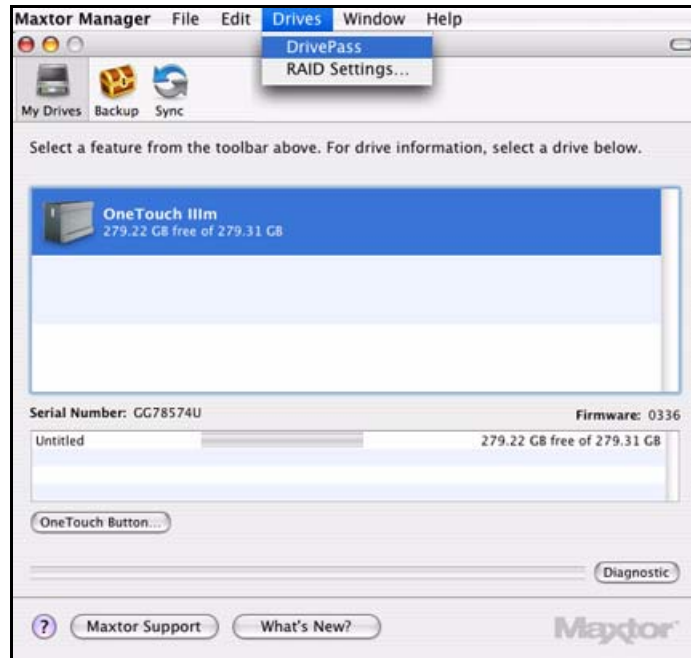 Maxtor Manager File Edit Drives Window Help
DrivePass
RAID Settings...
My Drives Backup Sync
Select a feature from the toolbar above. For drive information, select a drive below.
OneTouch IIIm
279.22 GB free of 279.31 GB
Serial Number: GG78574U Firmware: 0336
Untitled 279.22 GB free of 279.31 GB
OneTouch Button...
Diagnostic
? Maxtor Support What's New? Maxtor